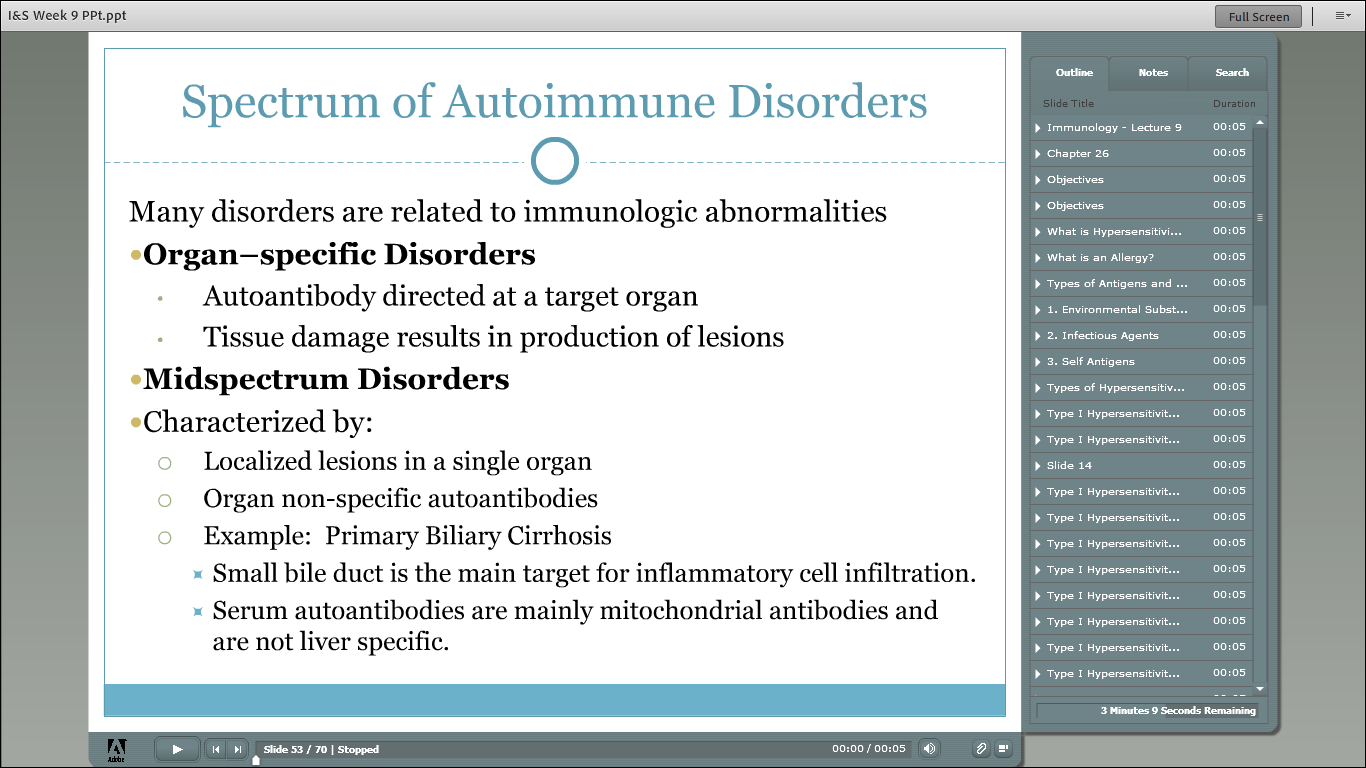 I&S Week 9 PPt.ppt
Full Screen
Spectrum of Autoimmune Disorders
Many disorders are related to immunologic abnormalities
•Organ–specific Disorders
• Autoantibody directed at a target organ
• Tissue damage results in production of lesions
•Midspectrum Disorders
•Characterized by:
○ Localized lesions in a single organ
○ Organ non-specific autoantibodies
○ Example: Primary Biliary Cirrhosis
Small bile duct is the main target for inflammatory cell infiltration.
Serum autoantibodies are mainly mitochondrial antibodies and
are not liver specific.
Outline Notes Search
Slide Title Duration
Immunology - Lecture 9 00:05
Chapter 26 00:05
Objectives 00:05
Objectives 00:05
What is Hypersensitivi... 00:05
What is an Allergy? 00:05
Types of Antigens and ... 00:05
1. Environmental Subst... 00:05
2. Infectious Agents 00:05
3. Self Antigens 00:05
Types of Hypersensitiv... 00:05
Type I Hypersensitivit... 00:05
Type I Hypersensitivit... 00:05
Slide 14 00:05
Type I Hypersensitivit... 00:05
Type I Hypersensitivit... 00:05
Type I Hypersensitivit... 00:05
Type I Hypersensitivit... 00:05
Type I Hypersensitivit... 00:05
Type I Hypersensitivit... 00:05
Type I Hypersensitivit... 00:05
Type I Hypersensitivit... 00:05
3 Minutes 9 Seconds Remaining
Adobe
Slide 53 / 70 | Stopped 00:00 / 00:05